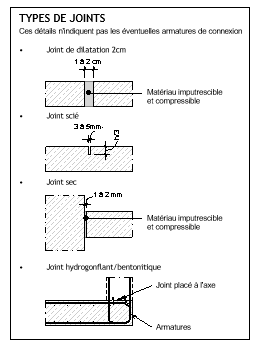 TYPES DE JOINTS
Ces détails n'indiquent pas les éventuelles armatures de connexion
• Joint de dilatation 2cm
1 à 2 cm
Matériau imputrescible
et compressible
• Joint scié
3 à 5 mm
• Joint sec
1 à 2 mm
Matériau imputrescible
et compressible
• Joint hydrogonflant/bentonitique
Joint placé à l'axe
Armatures